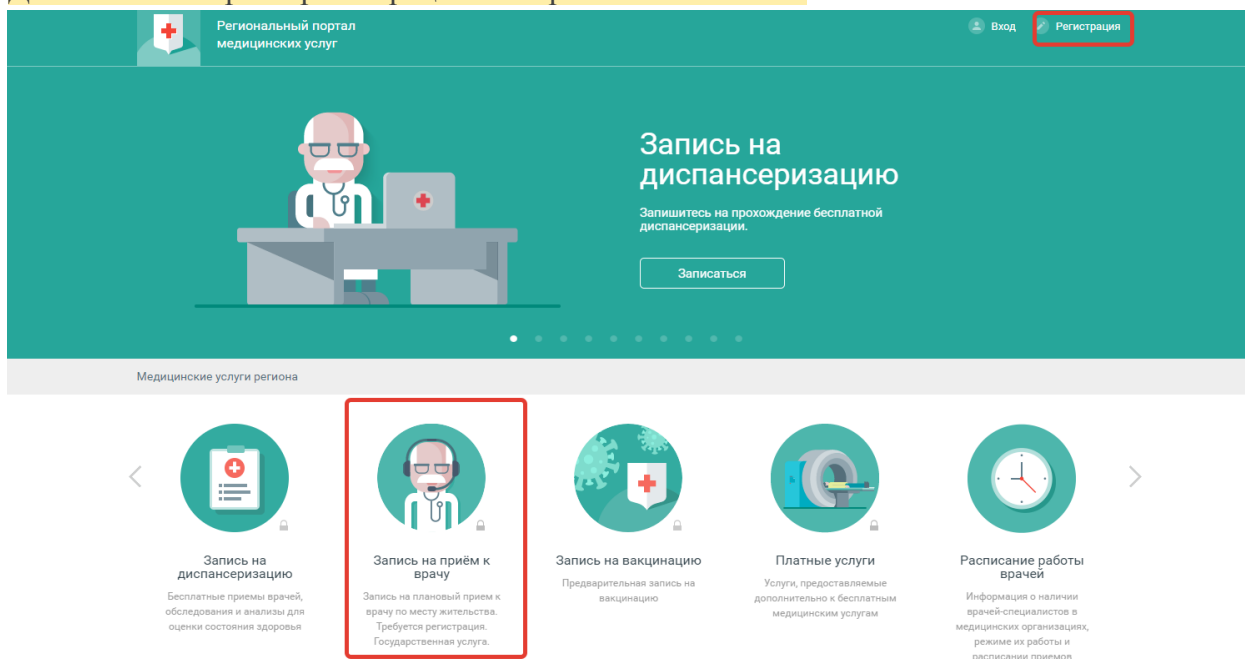 Региональный портал
медицинских услуг
Вход
Регистрация
Запись на
диспансеризацию
Запишитесь на прохождение бесплатной
диспансеризации.
Записаться
Медицинские услуги региона
Запись на
диспансеризацию
Бесплатные приемы врачей,
обследования и анализы для
оценки состояния здоровья
Запись на приём к
врачу
Запись на плановый прием к
врачу по месту жительства.
Требуется регистрация.
Государственная услуга.
Запись на вакцинацию
Предварительная запись на
вакцинацию
Платные услуги
Услуги, предоставляемые
дополнительно к бесплатным
медицинским услугам
Расписание работы
врачей
Информация о наличии
врачей-специалистов в
медицинских организациях,
режиме их работы и
расписании приемов